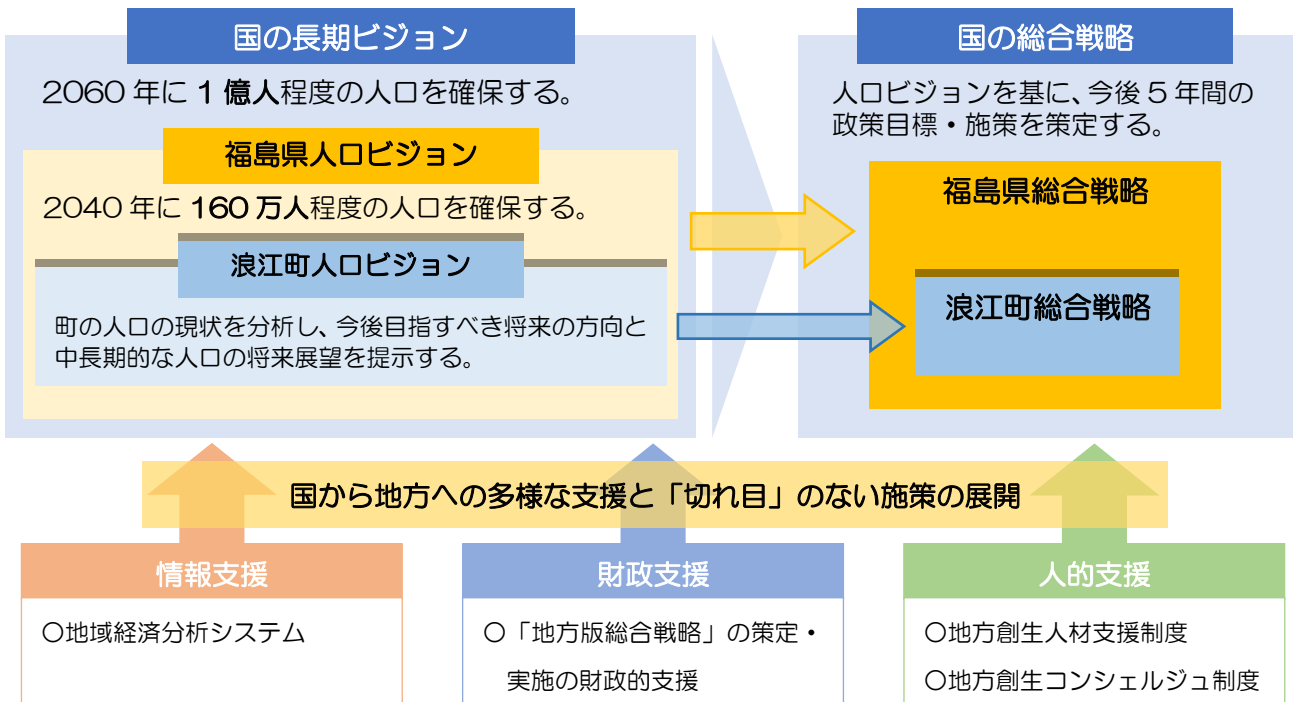 国の長期ビジョン
2060 年に 1 億人程度の人口を確保する。
福島県人口ビジョン
2040 年に 160 万人程度の人口を確保する。
浪江町人口ビジョン
町の人口の現状を分析し、今後目指すべき将来の方向と
中長期的な人口の将来展望を提示する。
国の総合戦略
人口ビジョンを基に、今後 5 年間の
政策目標・施策を策定する。
福島県総合戦略
浪江町総合戦略
国から地方への多様な支援と「切れ目」のない施策の展開
情報支援
〇地域経済分析システム
財政支援
〇「地方版総合戦略」の策定・
実施の財政的支援
人的支援
〇地方創生人材支援制度
〇地方創生コンシェルジュ制度